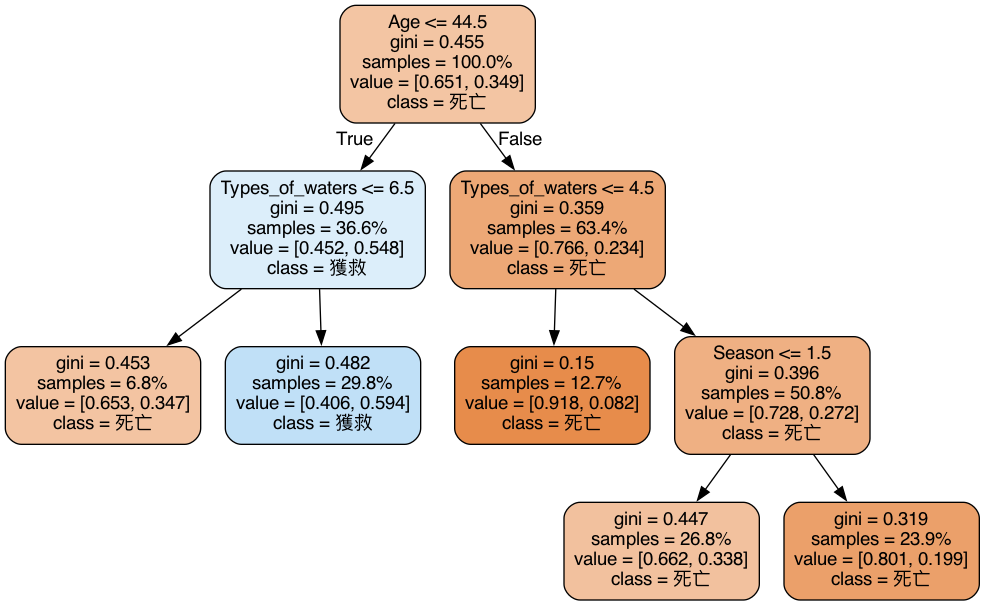 Age <= 44.5
gini = 0.455
samples = 100.0%
value = [0.651, 0.349]
class = 死亡
True
False
Types_of_waters <= 6.5
gini = 0.495
samples = 36.6%
value = [0.452, 0.548]
class = 獲救
Types_of_waters <= 4.5
gini = 0.359
samples = 63.4%
value = [0.766, 0.234]
class = 死亡
gini = 0.453
samples = 6.8%
value = [0.653, 0.347]
class = 死亡
gini = 0.482
samples = 29.8%
value = [0.406, 0.594]
class = 獲救
gini = 0.15
samples = 12.7%
value = [0.918, 0.082]
class = 死亡
Season <= 1.5
gini = 0.396
samples = 50.8%
value = [0.728, 0.272]
class = 死亡
gini = 0.447
samples = 26.8%
value = [0.662, 0.338]
class = 死亡
gini = 0.319
samples = 23.9%
value = [0.801, 0.199]
class = 死亡